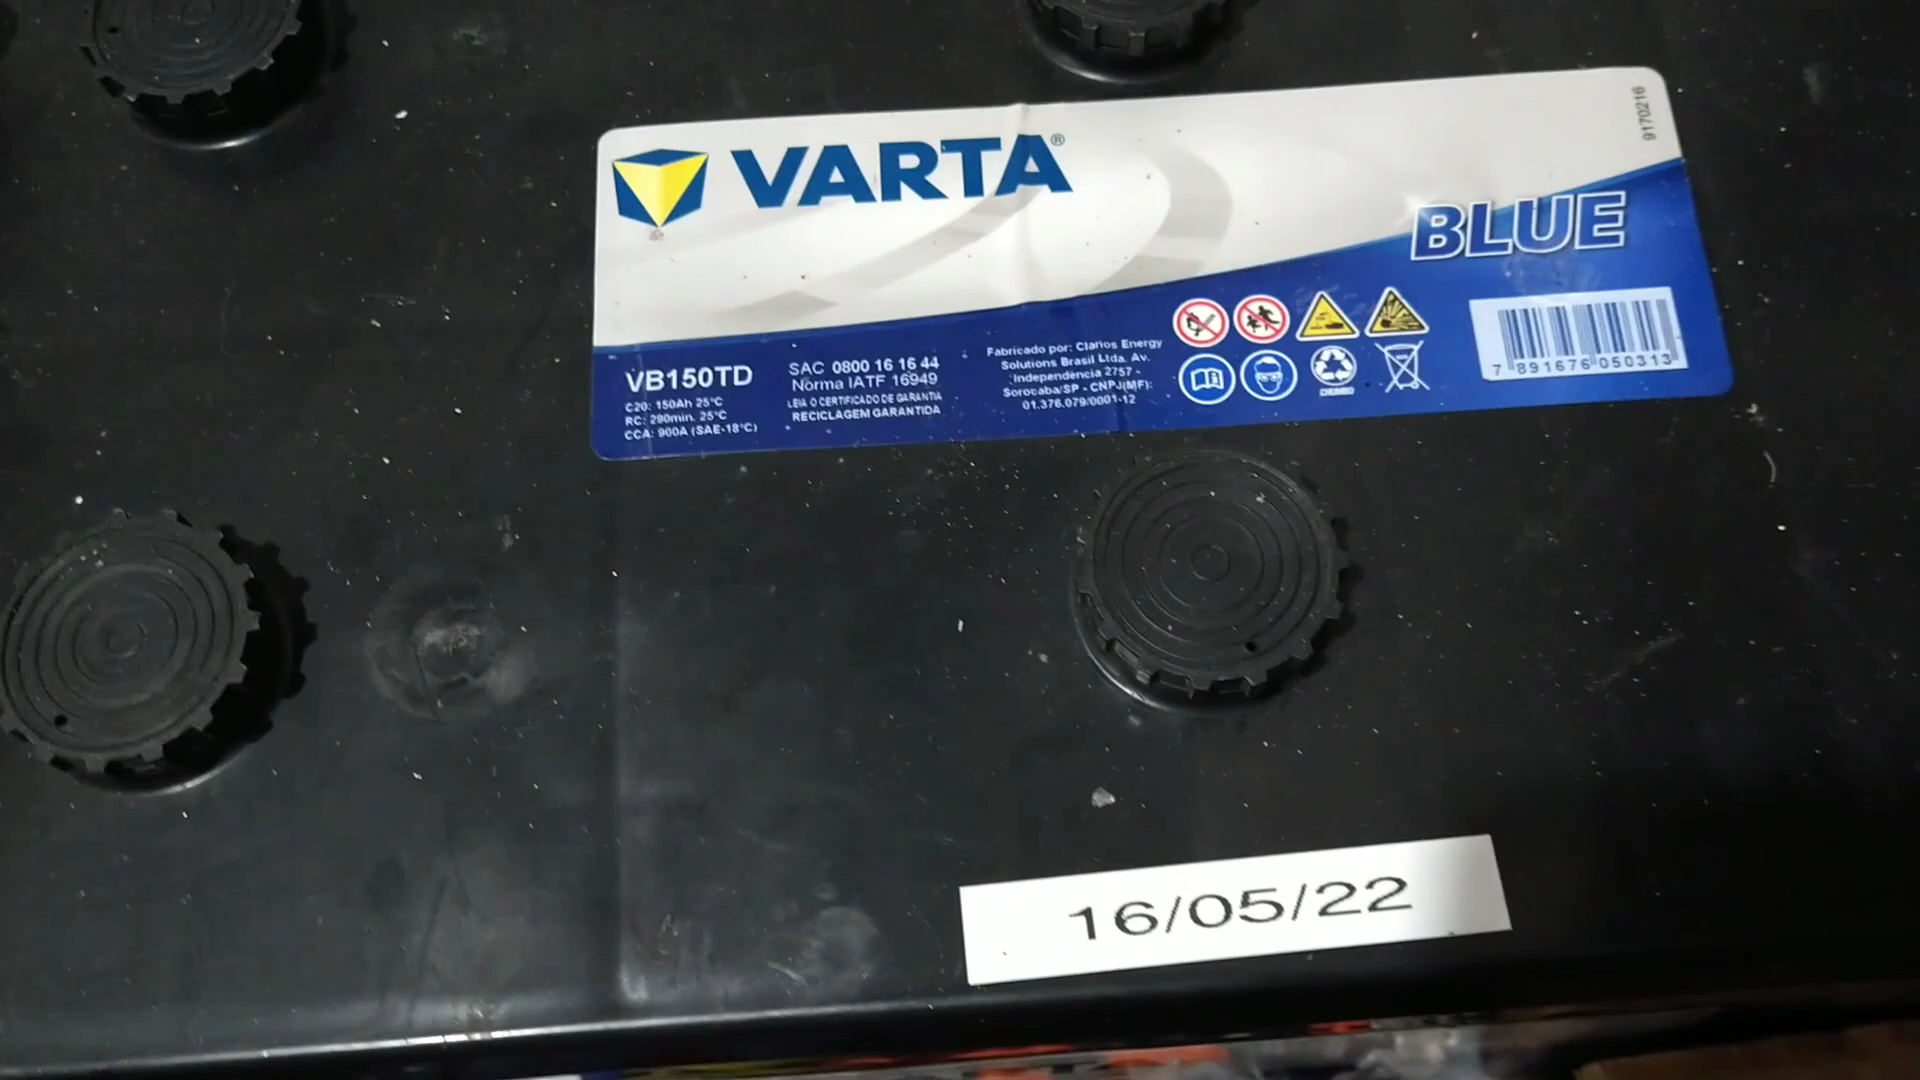 VARTA®
9170216
BLUE
VB150TD
C20: 150Ah 25°C
RC: 290min. 25°C
CCA: 900A (SAE-18°C)
SAC 0800 16 16 44
Norma IATF 16949
LEIA O CERTIFICADO DE GARANTIA
RECICLAGEM GARANTIDA
Fabricado por: Clarios Energy
Solutions Brasil Ltda. Av.
Independencia 2757 -
Sorocaba/SP - CNPJ(MF):
01.376.079/0001-12
CHUMBO
7 891676 050313
16/05/22